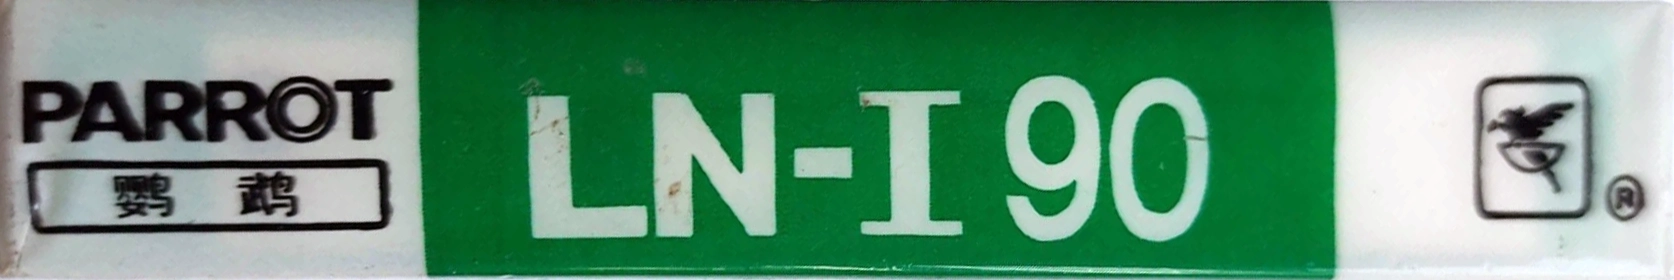 PARROT
鹦 鹉
LN-I 90
®